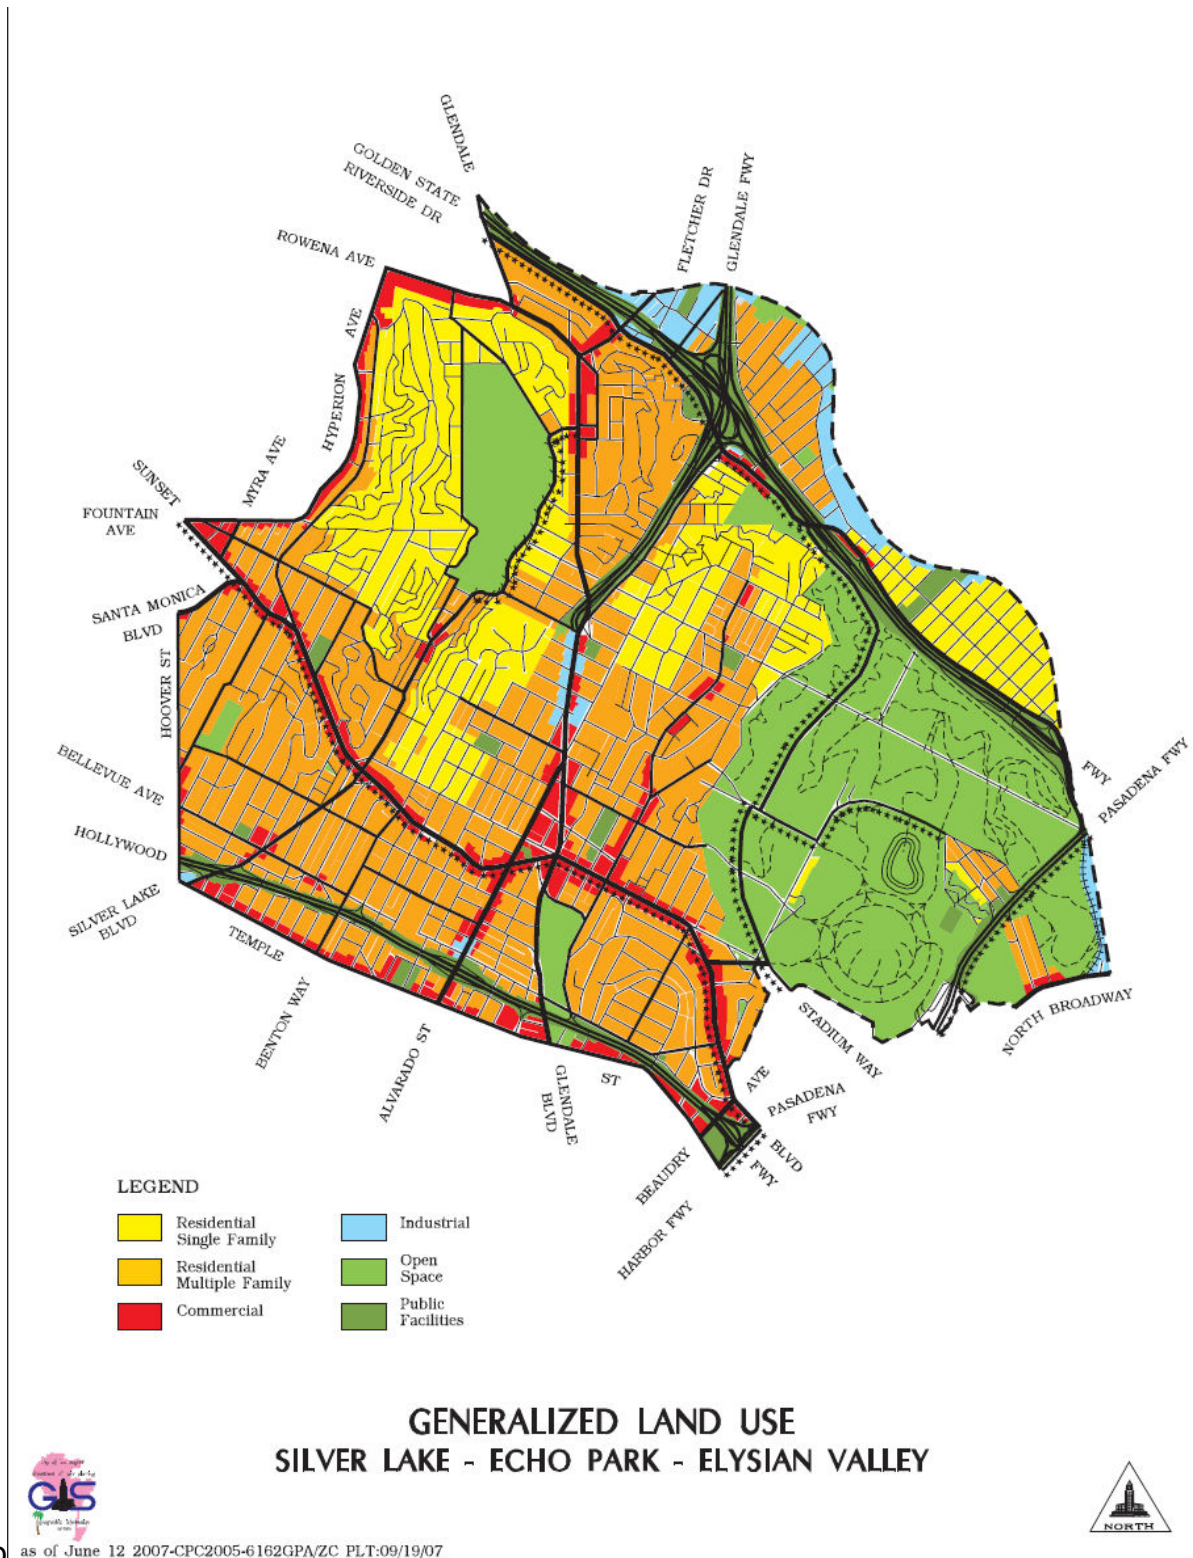 GLENDALE
GOLDEN STATE
RIVERSIDE DR
FLETCHER DR
GLENDALE FWY
ROWENA AVE
HYPERION AVE
MYRA AVE
SUNSET
FOUNTAIN
AVE
SANTA MONICA
BLVD
HOOVER ST
BELLEVUE AVE
HOLLYWOOD
SILVER LAKE
BLVD
TEMPLE
BENTON WAY
ALVARADO ST
GLENDALE
BLVD
ST
FWY
PASADENA FWY
NORTH BROADWAY
STADIUM WAY
AVE
PASADENA
FWY
BLVD
FWY
BEAUDRY
HARBOR FWY
LEGEND
Residential
Single Family
Residential
Multiple Family
Commercial
Industrial
Open
Space
Public
Facilities
GENERALIZED LAND USE
SILVER LAKE - ECHO PARK - ELYSIAN VALLEY
GIS
NORTH
as of June 12 2007-CPC2005-6162GPA/ZC PLT:09/19/07